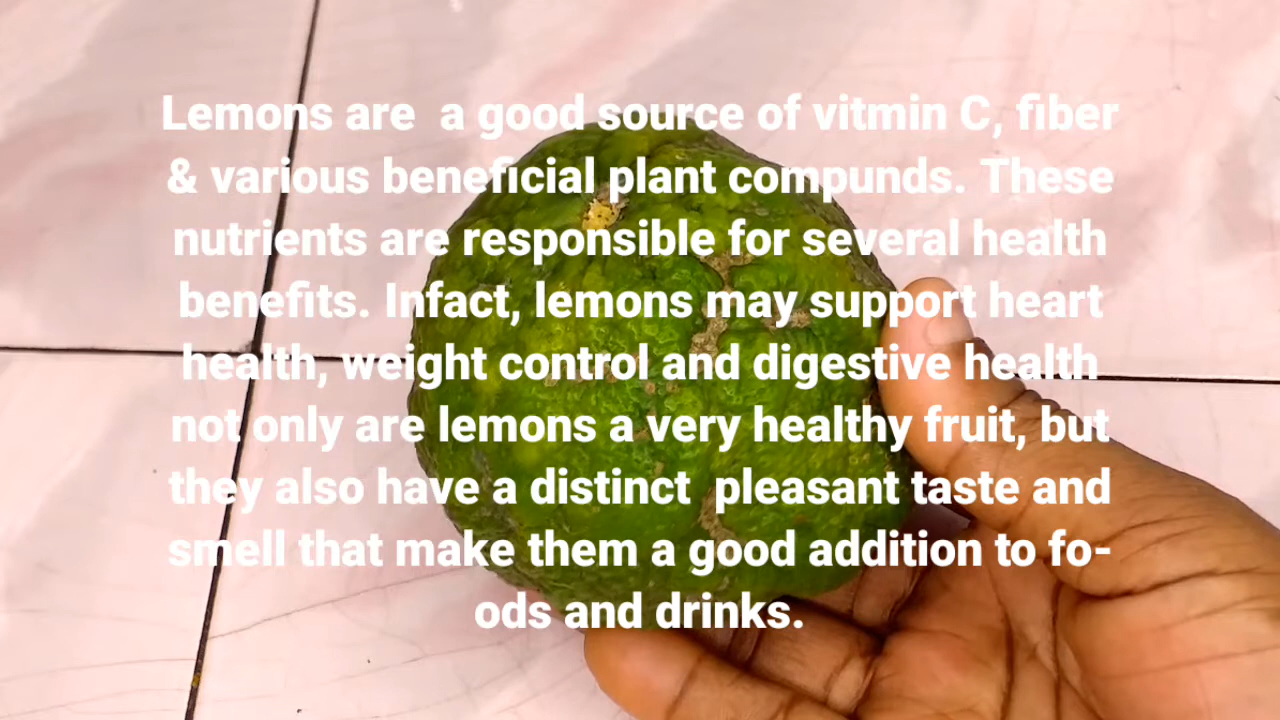 Lemons are  a good source of vitmin C, fiber
& various beneficial plant compunds. These
nutrients are responsible for several health
benefits. Infact, lemons may support heart
health, weight control and digestive health
not only are lemons a very healthy fruit, but
they also have a distinct  pleasant taste and
smell that make them a good addition to fo-
ods and drinks.